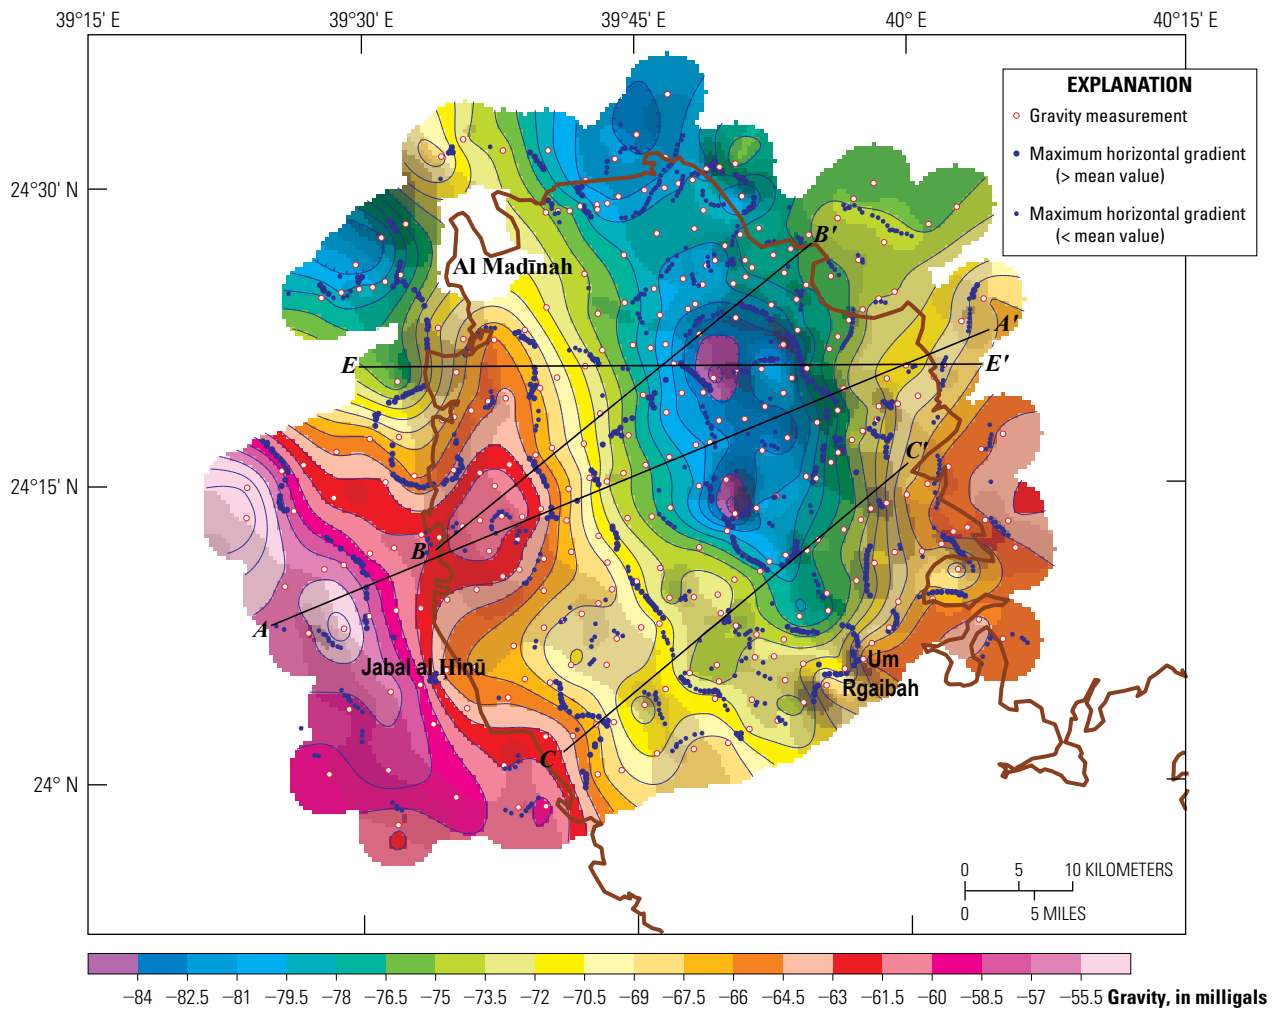 39°15' E
39°30' E
39°45' E
40° E
40°15' E
EXPLANATION
Gravity measurement
Maximum horizontal gradient
(> mean value)
Maximum horizontal gradient
(< mean value)
24°30' N
B'
Al Madīnah
A'
E
E'
C'
24°15' N
B
A
Jabal al Ḥinū
Um
Rgaibah
C
24° N
0 5 10 KILOMETERS
0 5 MILES
–84 –82.5 –81 –79.5 –78 –76.5 –75 –73.5 –72 –70.5 –69 –67.5 –66 –64.5 –63 –61.5 –60 –58.5 –57 –55.5 Gravity, in milligals